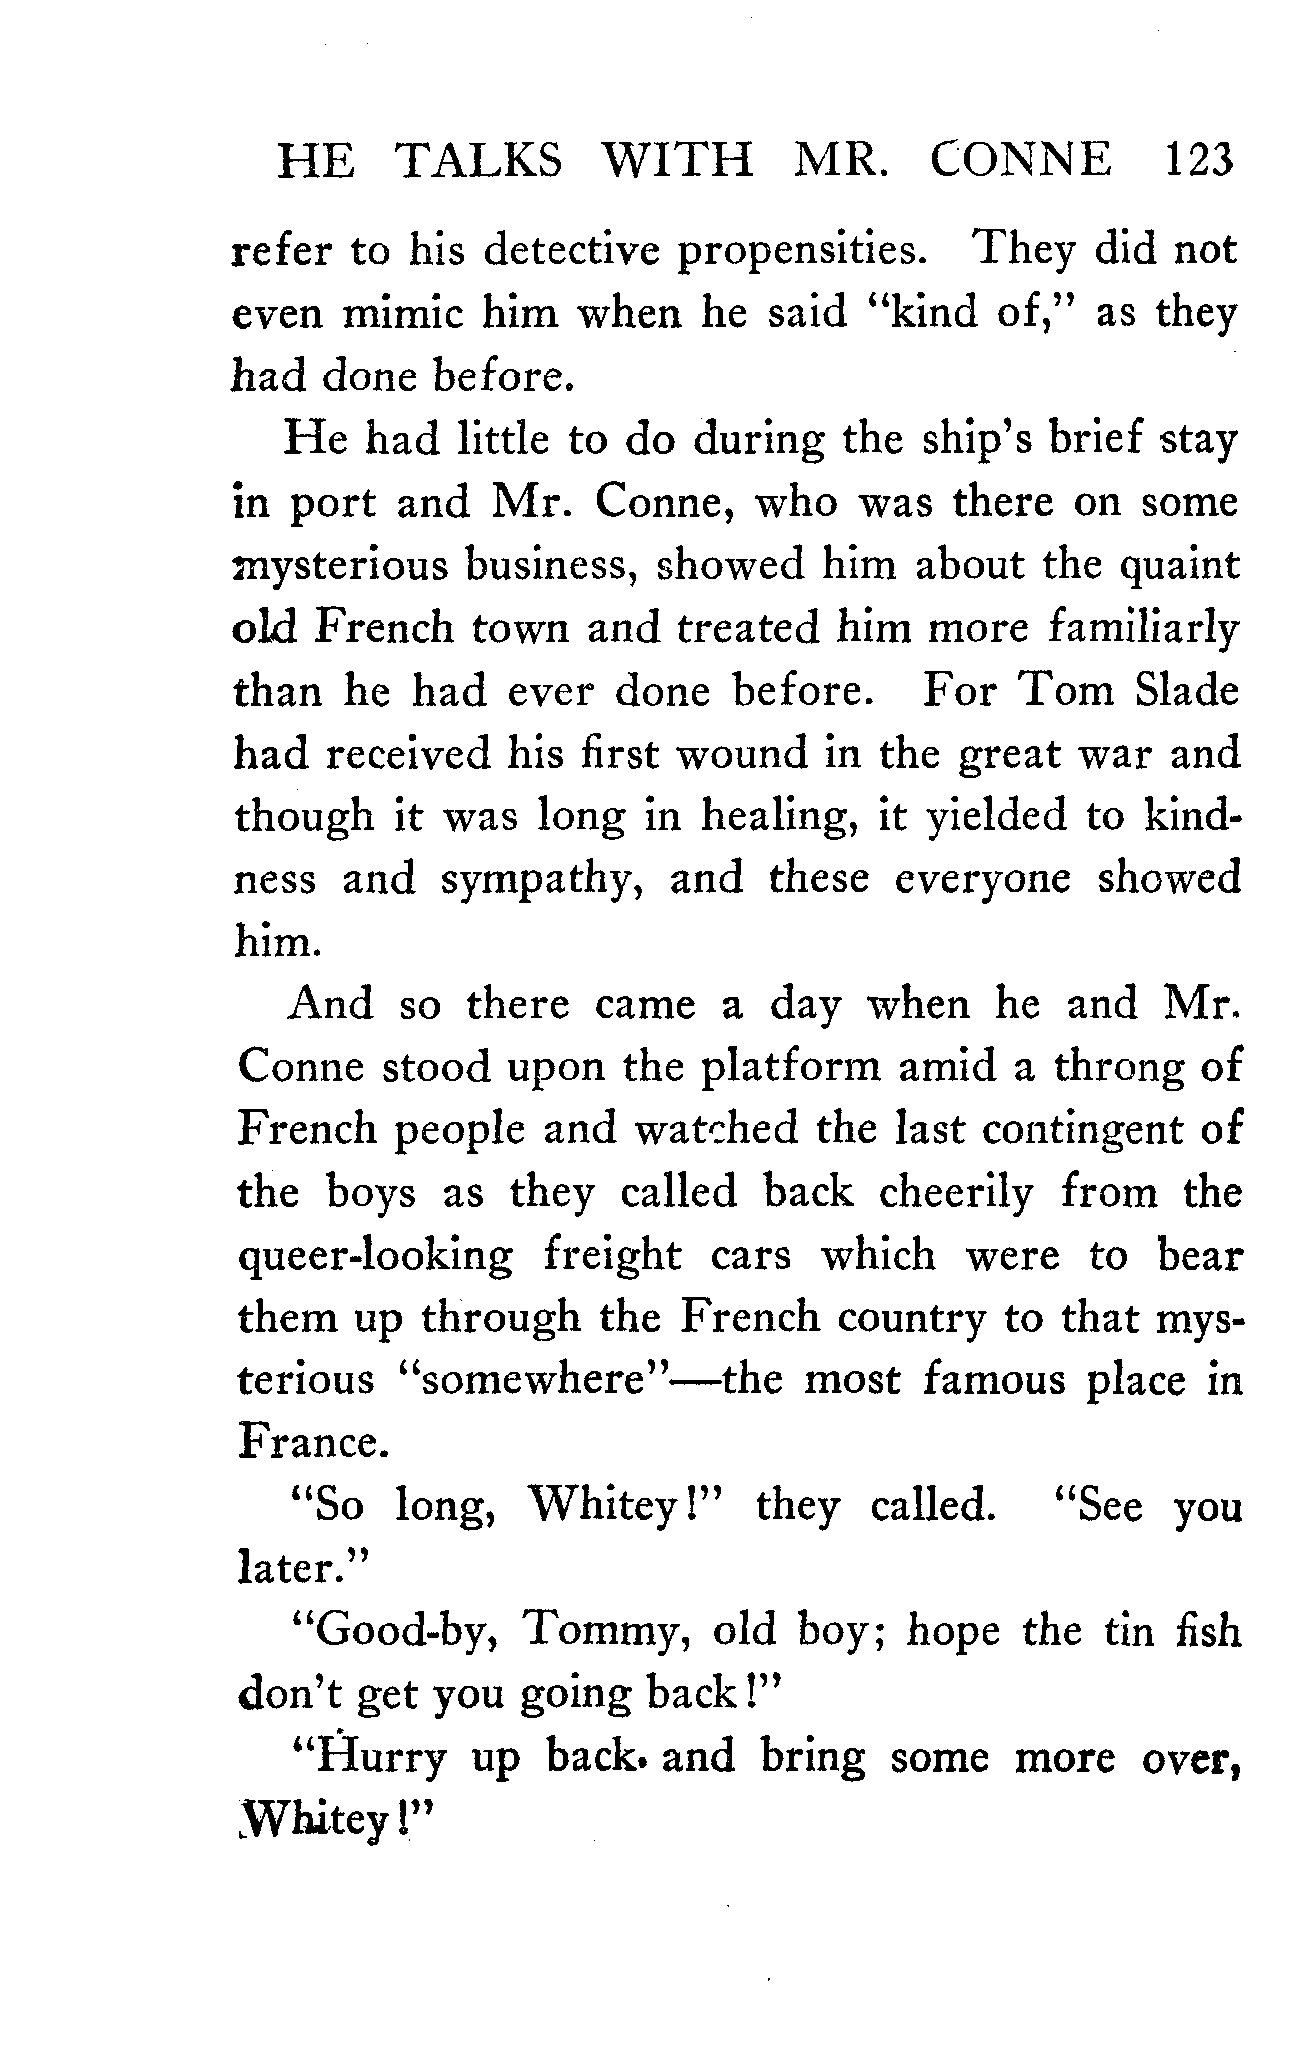 HE TALKS WITH MR. CONNE 123
refer to his detective propensities. They did not
even mimic him when he said "kind of," as they
had done before.
He had little to do during the ship's brief stay
in port and Mr. Conne, who was there on some
mysterious business, showed him about the quaint
old French town and treated him more familiarly
than he had ever done before. For Tom Slade
had received his first wound in the great war and
though it was long in healing, it yielded to kind-
ness and sympathy, and these everyone showed
him.
And so there came a day when he and Mr.
Conne stood upon the platform amid a throng of
French people and watched the last contingent of
the boys as they called back cheerily from the
queer-looking freight cars which were to bear
them up through the French country to that mys-
terious "somewhere"—the most famous place in
France.
"So long, Whitey!" they called. "See you
later."
"Good-by, Tommy, old boy; hope the tin fish
don't get you going back!"
"Hurry up back. and bring some more over,
Whitey!"